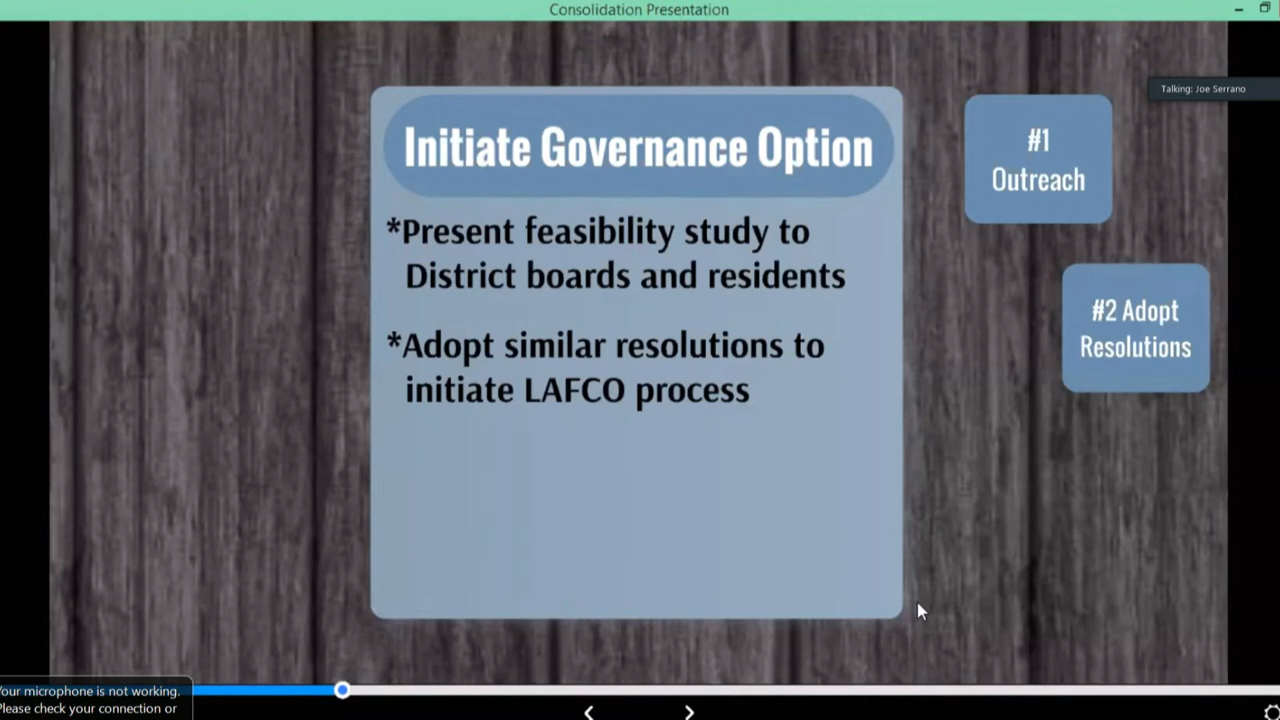 Consolidation Presentation
Talking: Joe Serrano
Initiate Governance Option
*Present feasibility study to
District boards and residents
*Adopt similar resolutions to
initiate LAFCO process
#1
Outreach
#2 Adopt
Resolutions
Your microphone is not working.
Please check your connection or